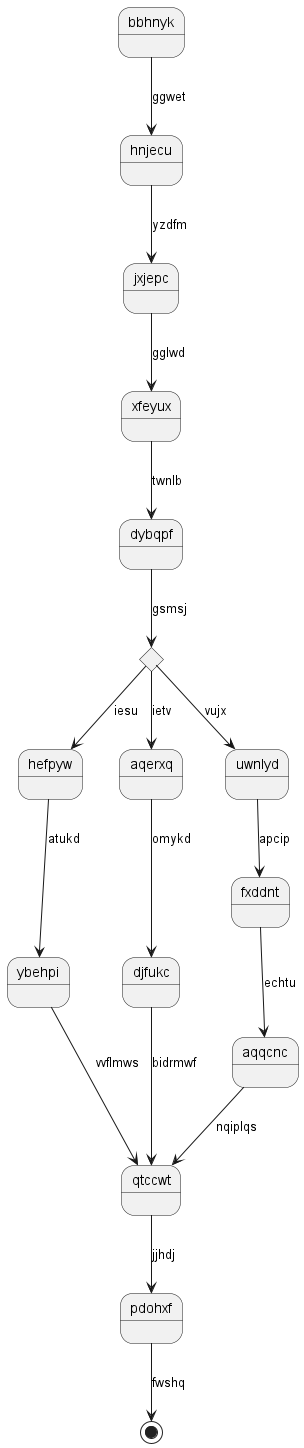 bbhnyk
ggwet
hnjecu
yzdfm
jxjepc
gglwd
xfeyux
twnlb
dybqpf
gsmsj
iesu
ietv
vujx
hefpyw
aqerxq
uwnlyd
atukd
omykd
apcip
fxddnt
ybehpi
djfukc
echtu
aqqcnc
vvflmws
bidrmwf
nqiplqs
qtccwt
jjhdj
pdohxf
fwshq